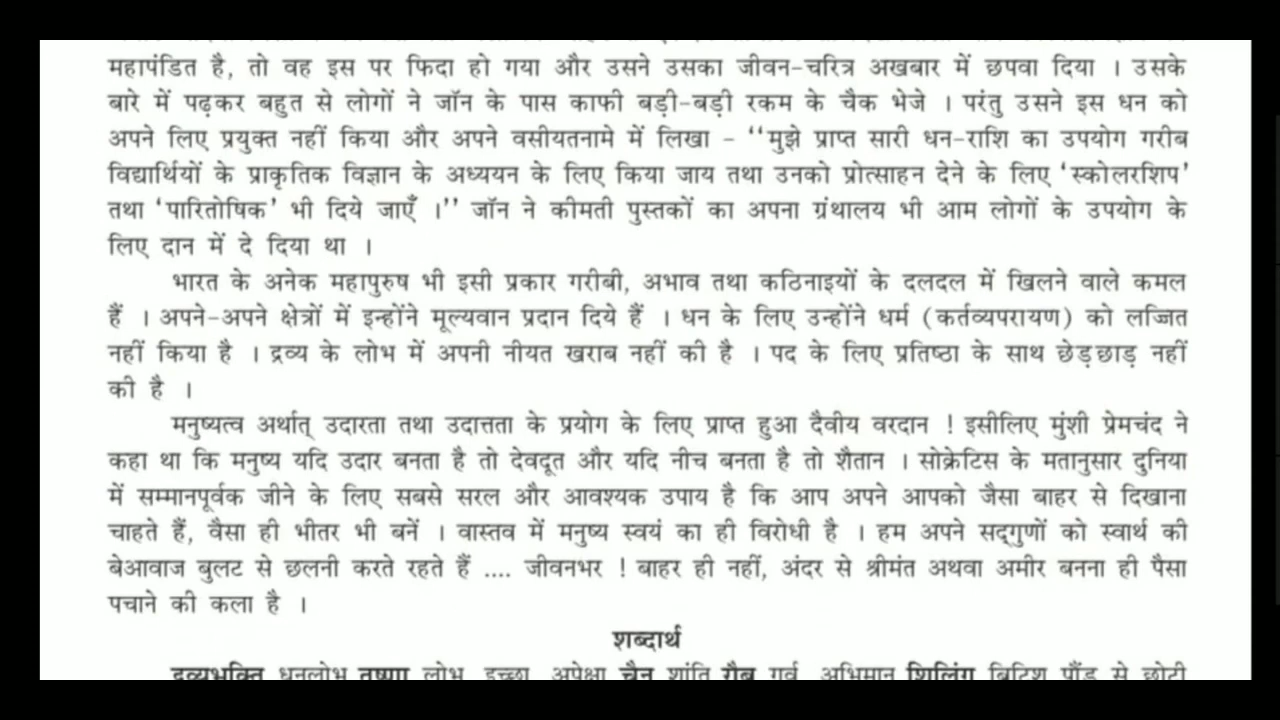 महापंडित है, तो वह इस पर फिदा हो गया और उसने उसका जीवन-चरित्र अखबार में छपवा दिया । उसके
बारे में पढ़कर बहुत से लोगों ने जॉन के पास काफी बड़ी-बड़ी रकम के चैक भेजे । परंतु उसने इस धन को
अपने लिए प्रयुक्त नहीं किया और अपने वसीयतनामे में लिखा - ‘‘मुझे प्राप्त सारी धन-राशि का उपयोग गरीब
विद्यार्थियों के प्राकृतिक विज्ञान के अध्ययन के लिए किया जाय तथा उनको प्रोत्साहन देने के लिए ‘स्कोलरशिप’
तथा ‘पारितोषिक’ भी दिये जाएँ ।’’ जॉन ने कीमती पुस्तकों का अपना ग्रंथालय भी आम लोगों के उपयोग के
लिए दान में दे दिया था ।
भारत के अनेक महापुरुष भी इसी प्रकार गरीबी, अभाव तथा कठिनाइयों के दलदल में खिलने वाले कमल
हैं । अपने-अपने क्षेत्रों में इन्होंने मूल्यवान प्रदान दिये हैं । धन के लिए उन्होंने धर्म (कर्तव्यपरायण) को लज्जित
नहीं किया है । द्रव्य के लोभ में अपनी नीयत खराब नहीं की है । पद के लिए प्रतिष्ठा के साथ छेड़छाड़ नहीं
की है ।
मनुष्यत्व अर्थात् उदारता तथा उदात्तता के प्रयोग के लिए प्राप्त हुआ दैवीय वरदान ! इसीलिए मुंशी प्रेमचंद ने
कहा था कि मनुष्य यदि उदार बनता है तो देवदूत और यदि नीच बनता है तो शैतान । सोक्रेटिस के मतानुसार दुनिया
में सम्मानपूर्वक जीने के लिए सबसे सरल और आवश्यक उपाय है कि आप अपने आपको जैसा बाहर से दिखाना
चाहते हैं, वैसा ही भीतर भी बनें । वास्तव में मनुष्य स्वयं का ही विरोधी है । हम अपने सद्‌गुणों को स्वार्थ की
बेआवाज बुलट से छलनी करते रहते हैं .... जीवनभर ! बाहर ही नहीं, अंदर से श्रीमंत अथवा अमीर बनना ही पैसा
पचाने की कला है ।
शब्दार्थ
द्रव्यभक्ति धनलोभ तृष्णा लोभ, इच्छा, अपेक्षा चैन शांति रौब गर्व, अभिमान शिलिंग ब्रिटिश पौंड से छोटी